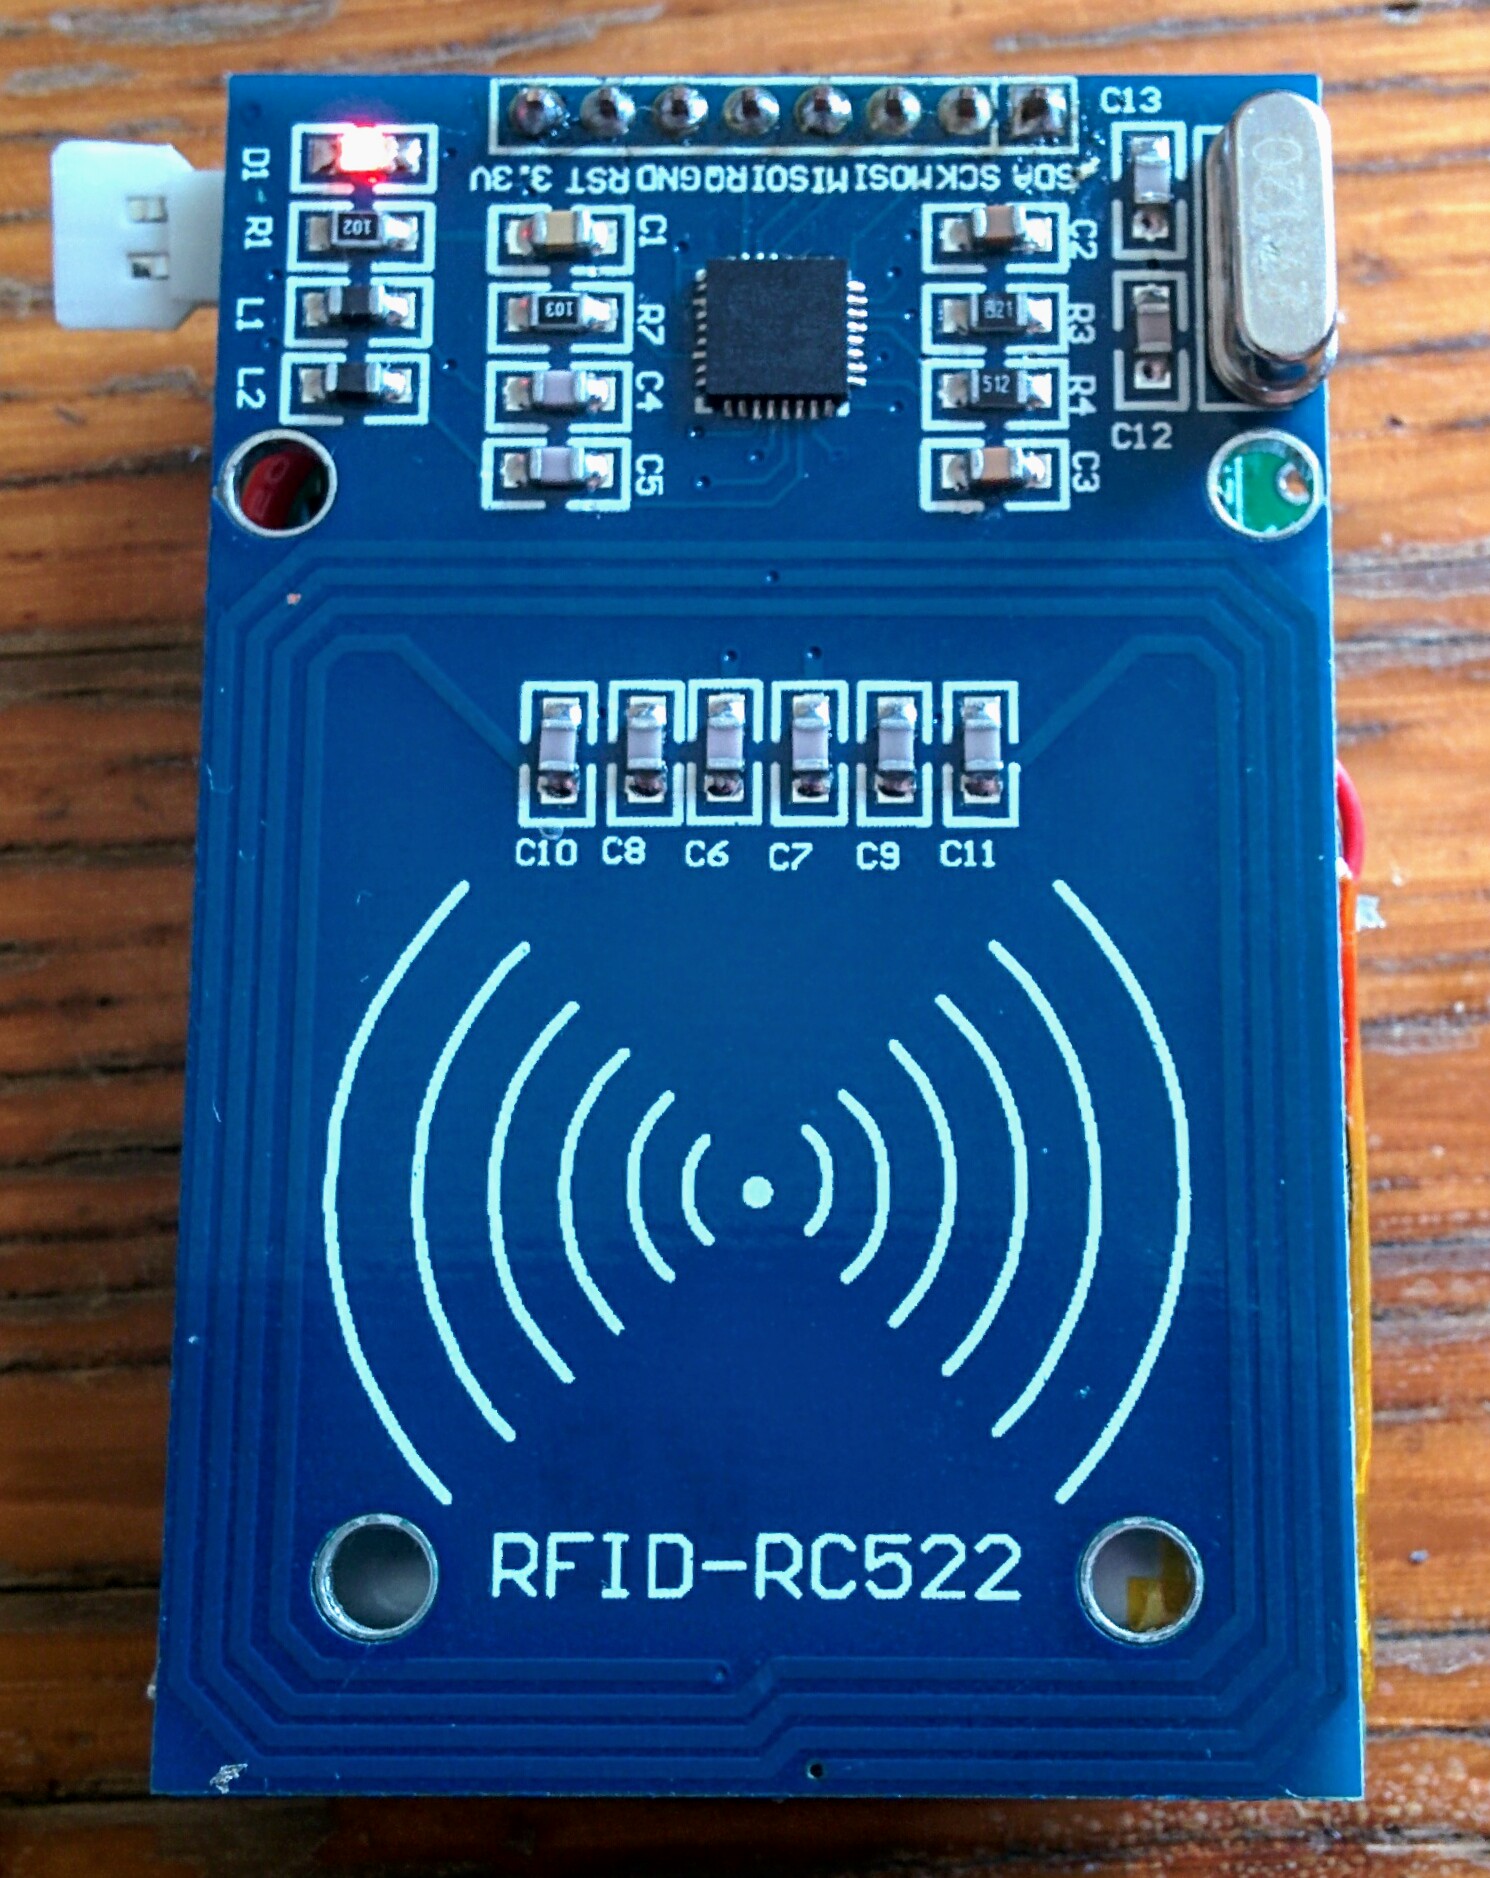 C13
D1
3.3V RST GND IRQ MISO MOSI SCK SDA
R1
102
C1
C2
L1
103
R7
821
R3
L2
C4
512
R4
C12
C5
C3
C10 C8 C6 C7 C9 C11
RFID-RC522